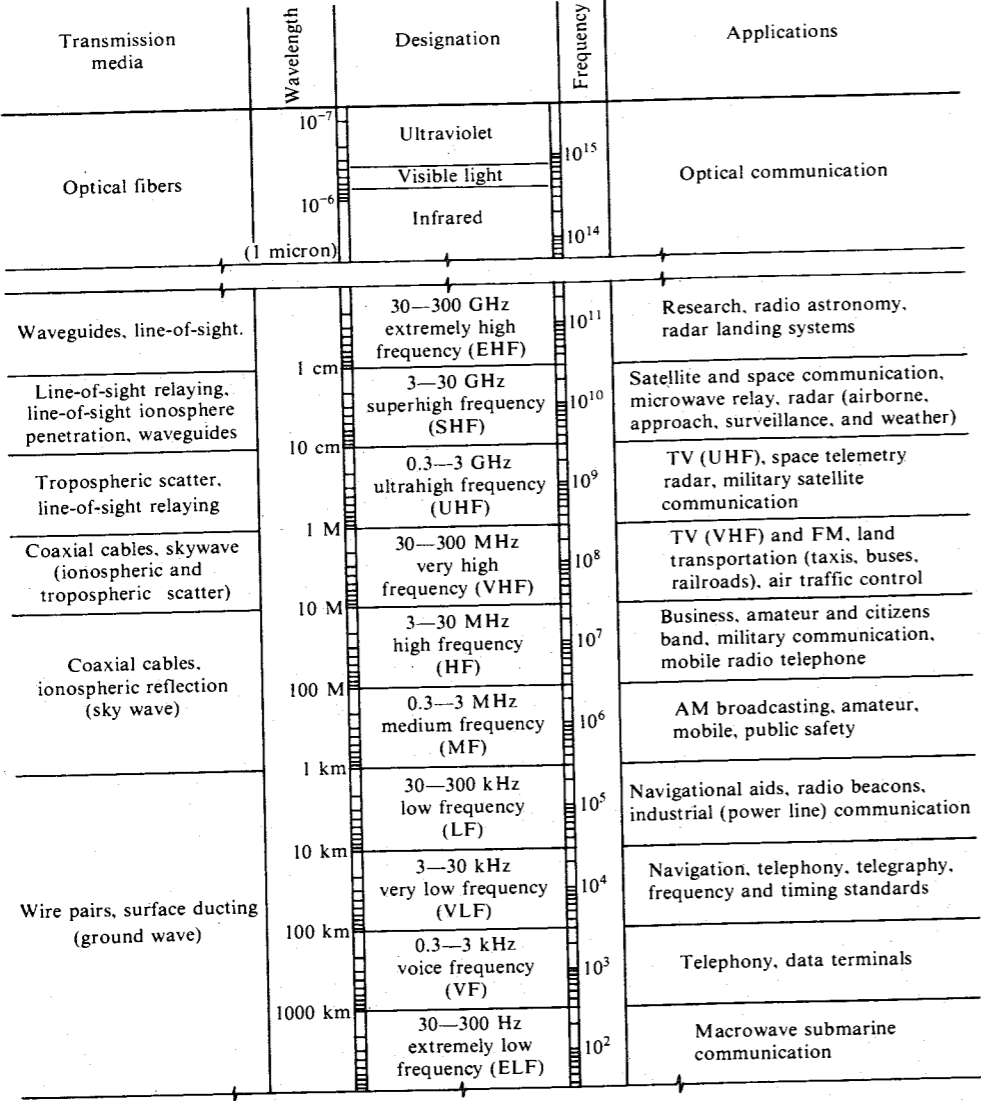 Transmission
media
Wavelength
Designation
Frequency
Applications
Optical fibers
10⁻⁷
10⁻⁶
(1 micron)
Ultraviolet
Visible light
Infrared
10¹⁵
10¹⁴
Optical communication
Waveguides, line-of-sight.
30—300 GHz
extremely high
frequency (EHF)
10¹¹
Research, radio astronomy,
radar landing systems
1 cm
Line-of-sight relaying,
line-of-sight ionosphere
penetration, waveguides
3—30 GHz
superhigh frequency
(SHF)
10¹⁰
Satellite and space communication,
microwave relay, radar (airborne,
approach, surveillance, and weather)
10 cm
Tropospheric scatter,
line-of-sight relaying
0.3—3 GHz
ultrahigh frequency
(UHF)
10⁹
TV (UHF), space telemetry
radar, military satellite
communication
1 M
Coaxial cables, skywave
(ionospheric and
tropospheric scatter)
30—300 MHz
very high
frequency (VHF)
10⁸
TV (VHF) and FM, land
transportation (taxis, buses,
railroads), air traffic control
10 M
Coaxial cables,
ionospheric reflection
(sky wave)
3—30 MHz
high frequency
(HF)
10⁷
Business, amateur and citizens
band, military communication,
mobile radio telephone
100 M
0.3—3 MHz
medium frequency
(MF)
10⁶
AM broadcasting, amateur,
mobile, public safety
1 km
Wire pairs, surface ducting
(ground wave)
30—300 kHz
low frequency
(LF)
10⁵
Navigational aids, radio beacons,
industrial (power line) communication
10 km
3—30 kHz
very low frequency
(VLF)
10⁴
Navigation, telephony, telegraphy,
frequency and timing standards
100 km
0.3—3 kHz
voice frequency
(VF)
10³
Telephony, data terminals
1000 km
30—300 Hz
extremely low
frequency (ELF)
10²
Macrowave submarine
communication